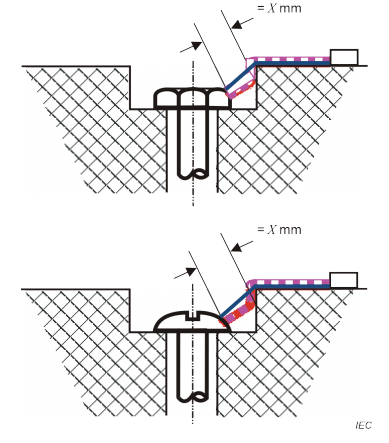 = X mm
= X mm
IEC